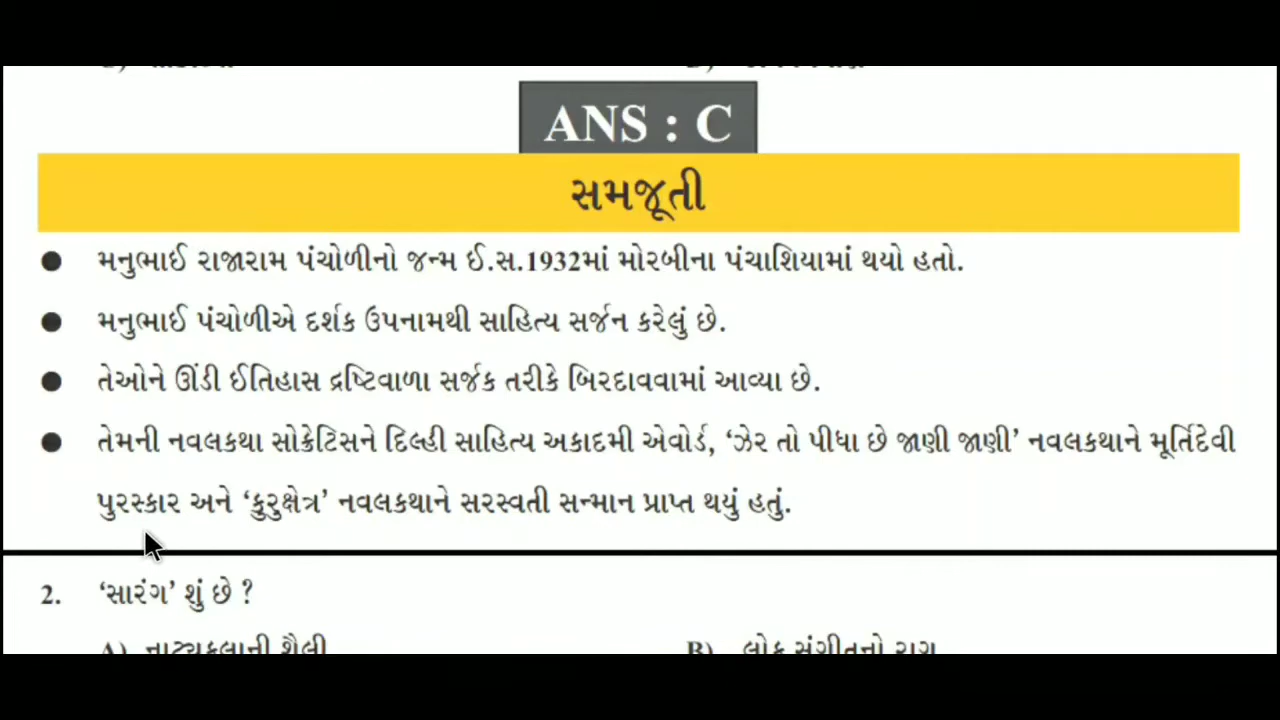 ANS : C
સમજૂતી
● મનુભાઈ રાજારામ પંચોળીનો જન્મ ઈ.સ.1932માં મોરબીના પંચાશિયામાં થયો હતો.
● મનુભાઈ પંચોળીએ દર્શક ઉપનામથી સાહિત્ય સર્જન કરેલું છે.
● તેઓને ઊંડી ઈતિહાસ દ્રષ્ટિવાળા સર્જક તરીકે બિરદાવવામાં આવ્યા છે.
● તેમની નવલકથા સોક્રેટિસને દિલ્હી સાહિત્ય અકાદમી એવોર્ડ, ‘ઝેર તો પીધા છે જાણી જાણી’ નવલકથાને મૂર્તિદેવી
પુરસ્કાર અને ‘કુરુક્ષેત્ર’ નવલકથાને સરસ્વતી સન્માન પ્રાપ્ત થયું હતું.
2. ‘સારંગ’ શું છે ?
A) નાટ્યકલાની શૈલી B) લોક સંગીતનો રાગ